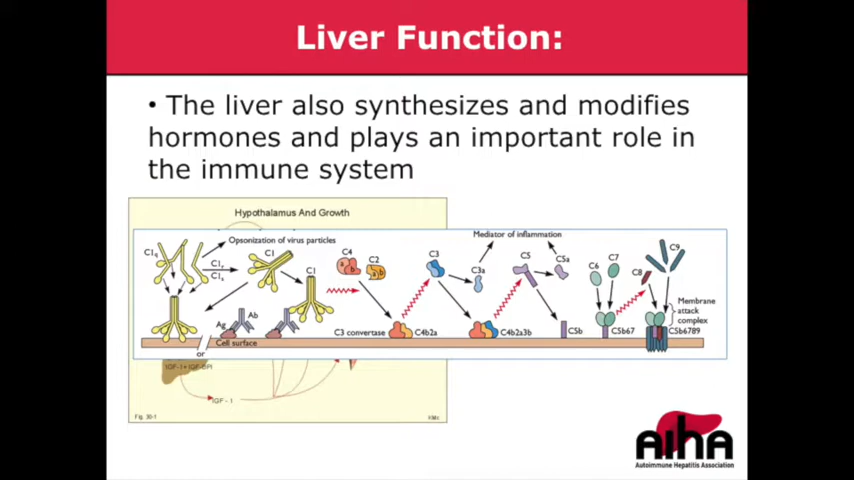 Liver Function:
• The liver also synthesizes and modifies
hormones and plays an important role in
the immune system
Hypothalamus And Growth
Mediator of inflammation
Opsonization of virus particles
C1q
C1r
C1s
C1
C1
C4
a
b
C2
a
b
C3
C3a
C5
C5a
C6
C7
C8
C9
Membrane
attack
complex
Ag
Ab
C3 convertase
C4b2a
C4b2a3b
C5b
C5b67
C5b6789
Cell surface
or
IGF - 1
Fig. 30-1
AIHA
Autoimmune Hepatitis Association